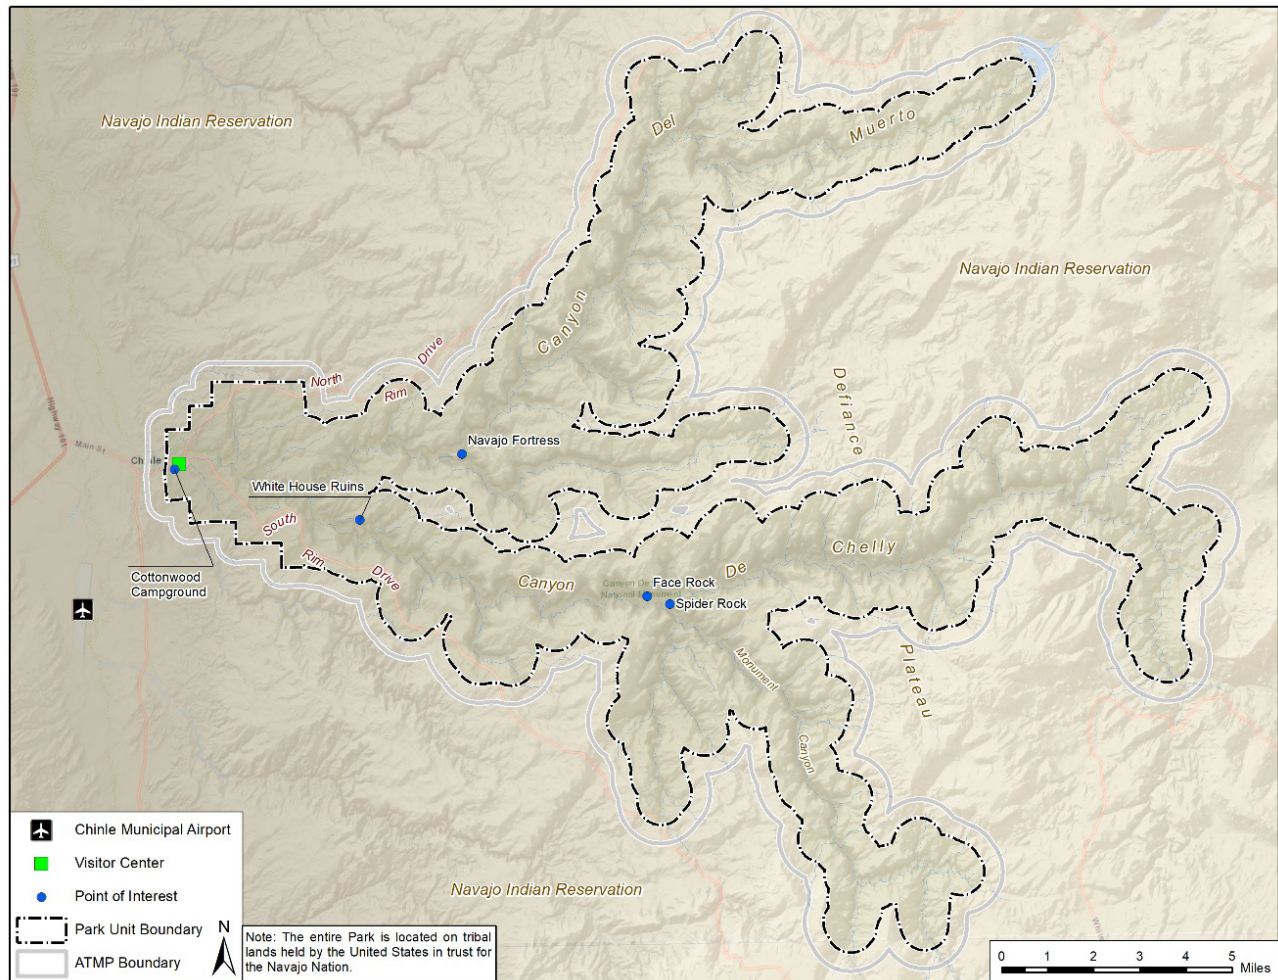 191
Navajo Indian Reservation
Del
Muerto
Navajo Indian Reservation
Canyon
Defiance
North
Rim
Drive
Highway 191
Main St
Chinle
Navajo Fortress
White House Ruins
South
Rim
Drive
Cottonwood
Campground
Canyon
De
Chelly
Face Rock
Spider Rock
Monument
Canyon
Plateau
Navajo Indian Reservation
Chinle Municipal Airport
Visitor Center
Point of Interest
Park Unit Boundary
ATMP Boundary
N
Note: The entire Park is located on tribal
lands held by the United States in trust for
the Navajo Nation.
0 1 2 3 4 5
Miles